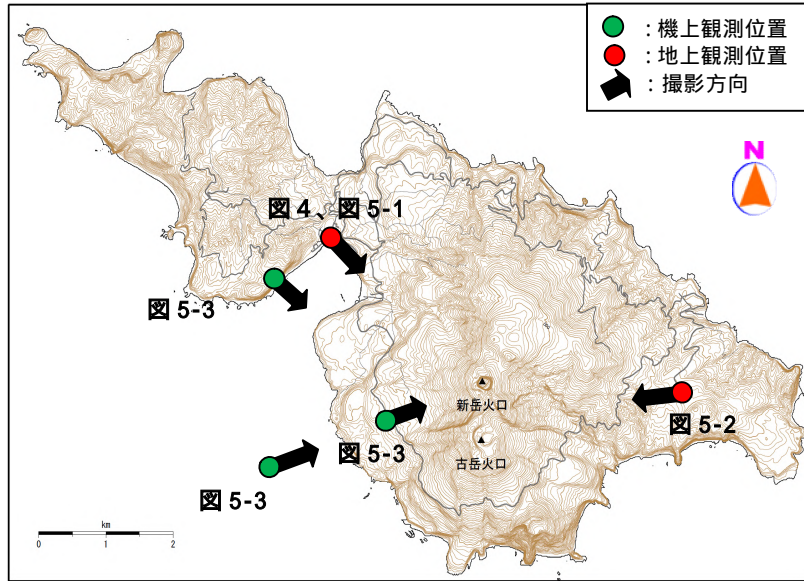 ：機上観測位置
：地上観測位置
：撮影方向
N
図 4、図 5-1
図 5-3
新岳火口
図 5-2
図 5-3
古岳火口
図 5-3
km
0 1 2